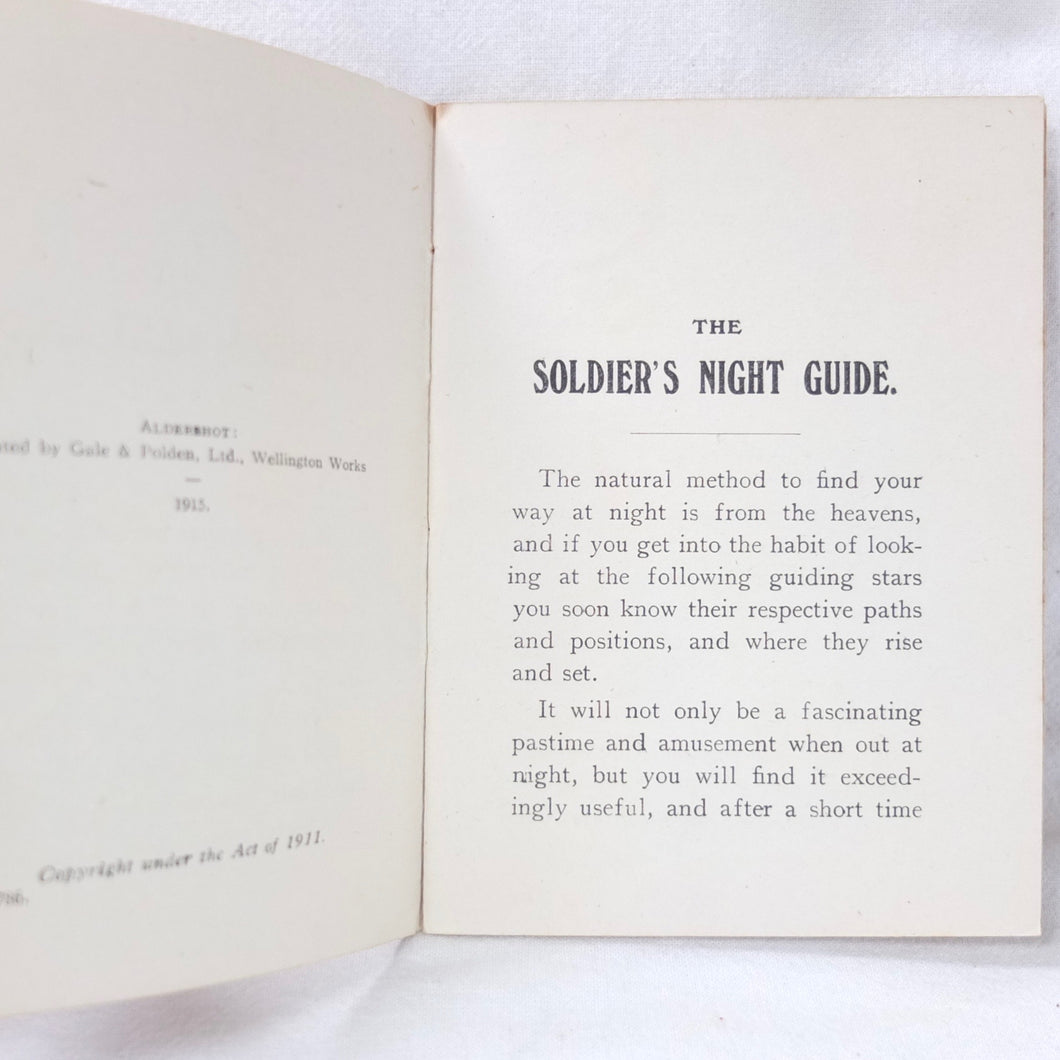 ALDERSHOT:
by Gale & Polden, Ltd., Wellington Works
—
1915.
Copyright under the Act of 1911.
THE
SOLDIER'S NIGHT GUIDE.
The natural method to find your
way at night is from the heavens,
and if you get into the habit of look-
ing at the following guiding stars
you soon know their respective paths
and positions, and where they rise
and set.
It will not only be a fascinating
pastime and amusement when out at
night, but you will find it exceed-
ingly useful, and after a short time